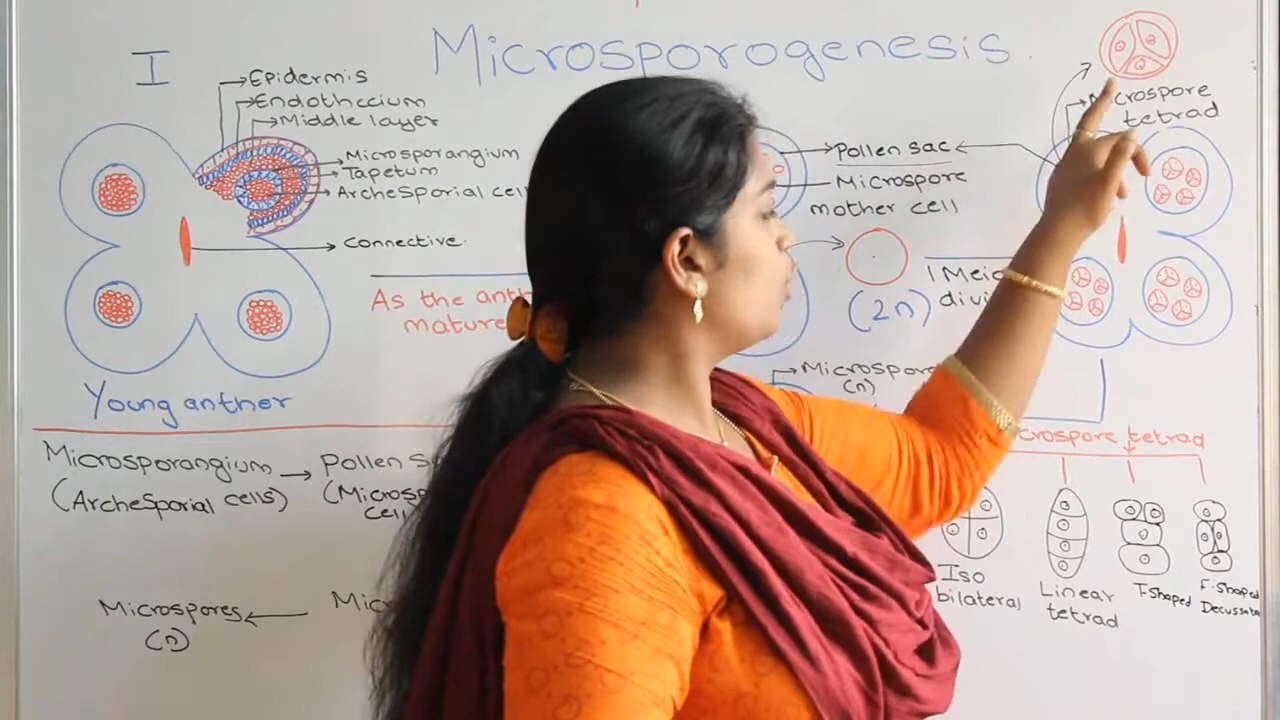 I
Microsporogenesis
Epidermis
Endothecium
Middle layer
Microsporangium
Tapetum
Archesporial cell
Connective
Young anther
As the anth
mature
Pollen sac
Microspore
mother cell
(2n)
Microspore
tetrad
I Meio
divi
Microspore
(n)
crospore tetrad
Iso
bilateral
Linear
tetrad
T-shaped
Decussate
Microsporangium → Pollen s
(Archesporial cells) (Microsp
cell
Microspores ← Mic
(n)